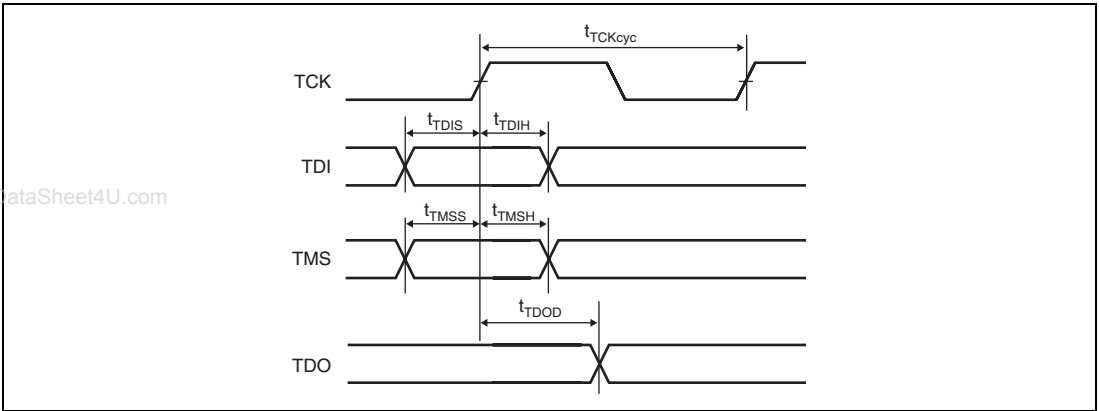 tTCKcyc
TCK
tTDIS tTDIH
TDI
DataSheet4U.com
tTMSS tTMSH
TMS
tTDOD
TDO